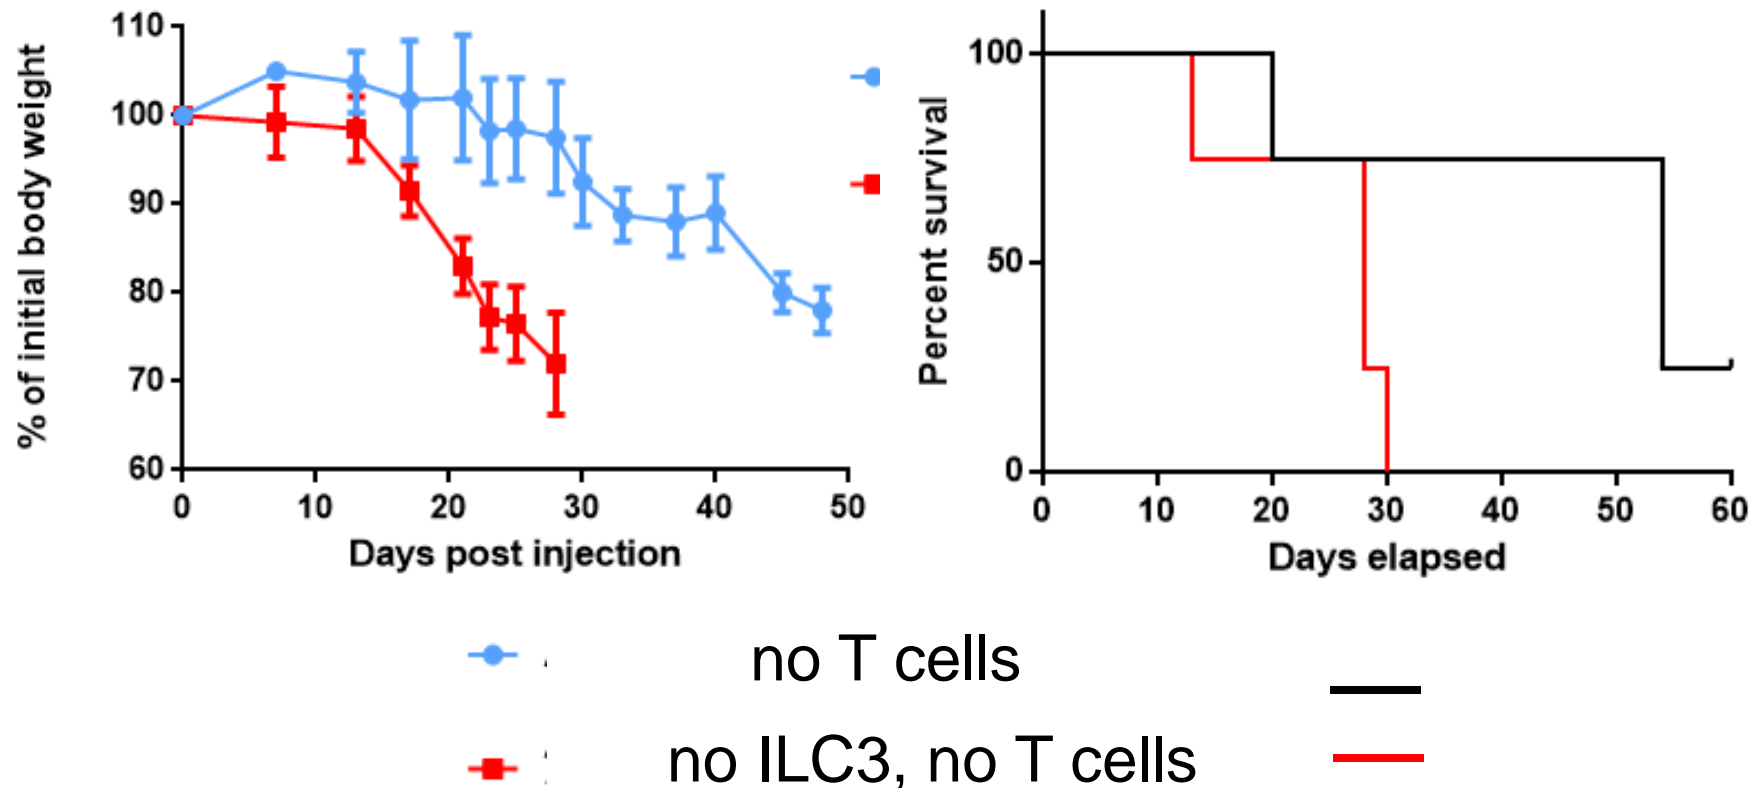 % of initial body weight
110
100
90
80
70
60
0 10 20 30 40 50
Days post injection
Percent survival
100
50
0
0 10 20 30 40 50 60
Days elapsed
no T cells
no ILC3, no T cells